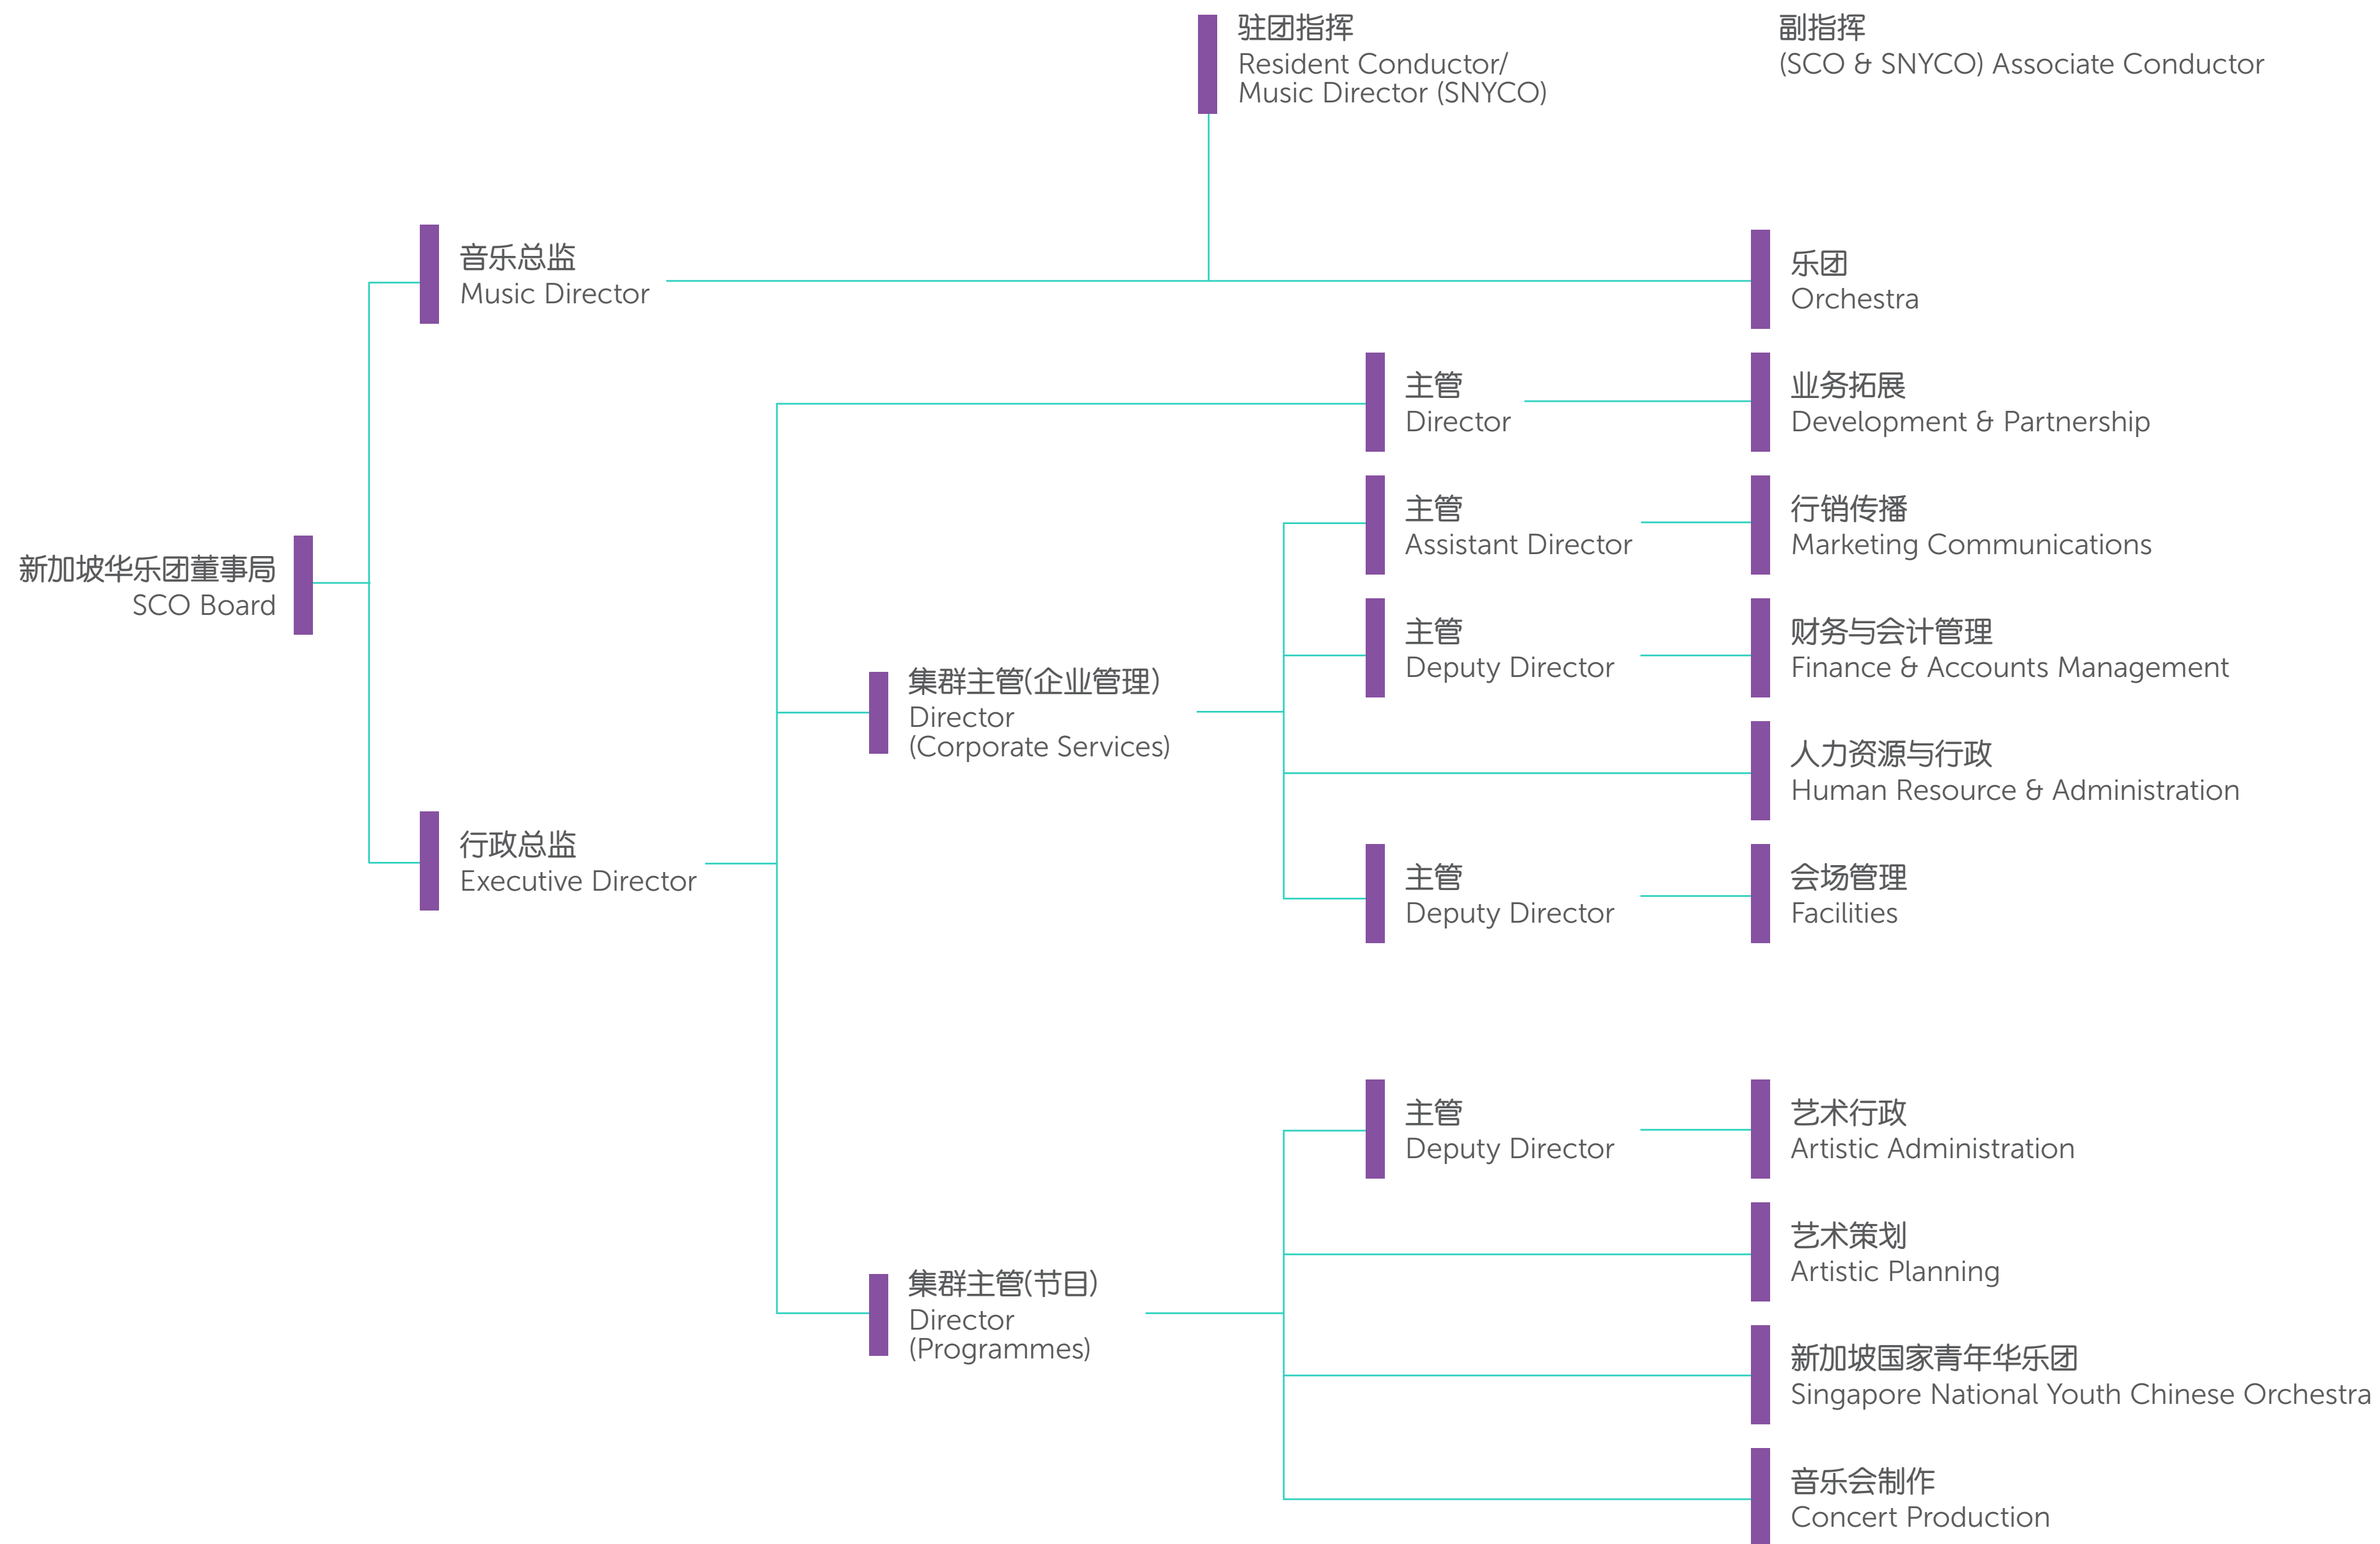 驻团指挥
Resident Conductor/
Music Director (SNYCO)
副指挥
(SCO & SNYCO) Associate Conductor
音乐总监
Music Director
乐团
Orchestra
主管
Director
业务拓展
Development & Partnership
主管
Assistant Director
行销传播
Marketing Communications
新加坡华乐团董事局
SCO Board
主管
Deputy Director
财务与会计管理
Finance & Accounts Management
集群主管(企业管理)
Director
(Corporate Services)
人力资源与行政
Human Resource & Administration
行政总监
Executive Director
主管
Deputy Director
会场管理
Facilities
主管
Deputy Director
艺术行政
Artistic Administration
艺术策划
Artistic Planning
集群主管(节目)
Director
(Programmes)
新加坡国家青年华乐团
Singapore National Youth Chinese Orchestra
音乐会制作
Concert Production